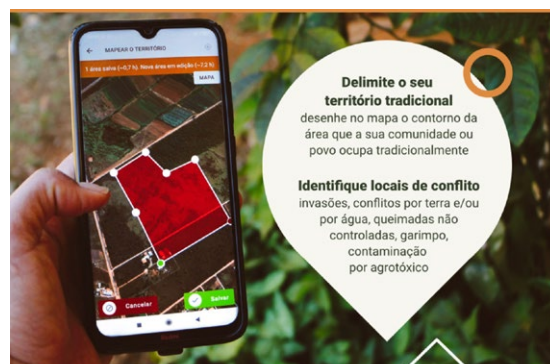 MAPEAR O TERRITÓRIO
1 área salva (~0,7 h). Nova área em edição (~7,2 h)
MAPA
Cancelar
Salvar
Delimite o seu
território tradicional
desenhe no mapa o contorno da
área que a sua comunidade ou
povo ocupa tradicionalmente
Identifique locais de conflito
invasões, conflitos por terra e/ou
por água, queimadas não
controladas, garimpo,
contaminação
por agrotóxico